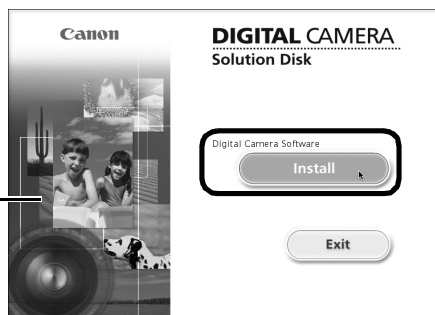 Canon
DIGITAL CAMERA
Solution Disk
Digital Camera Software
Install
Exit